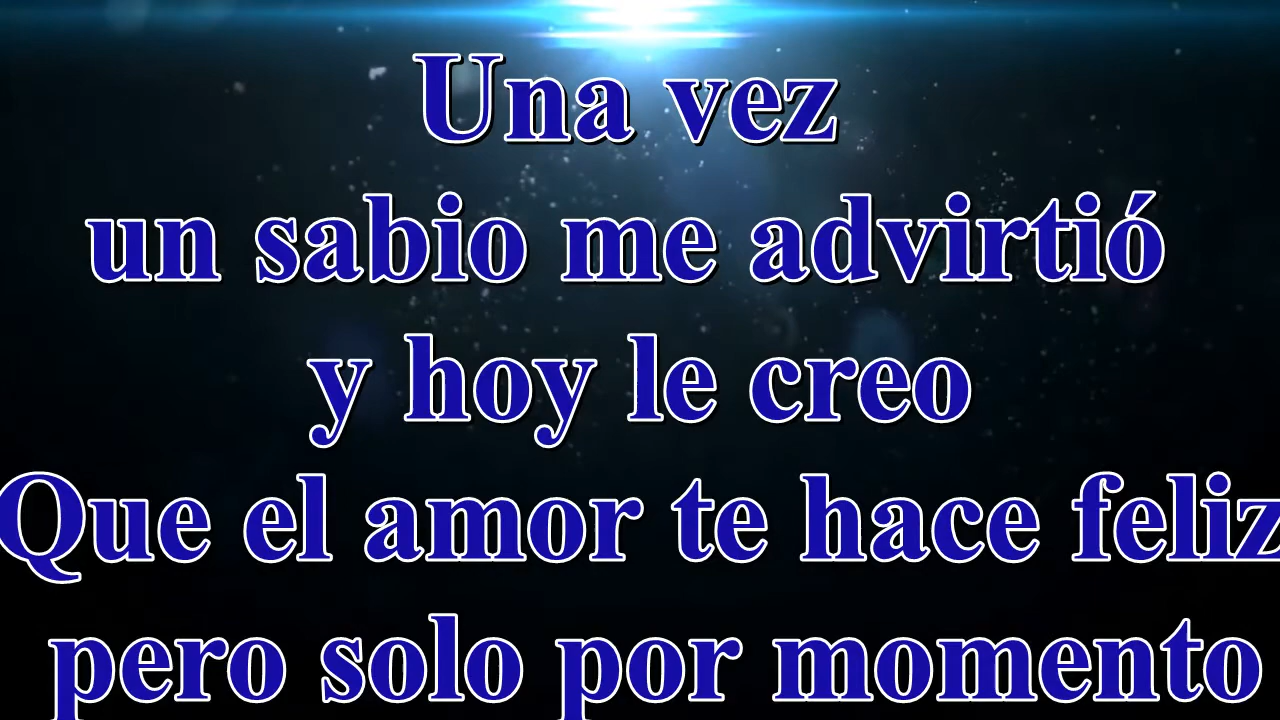 Una vez
un sabio me advirtió
y hoy le creo
Que el amor te hace feliz
pero solo por momento